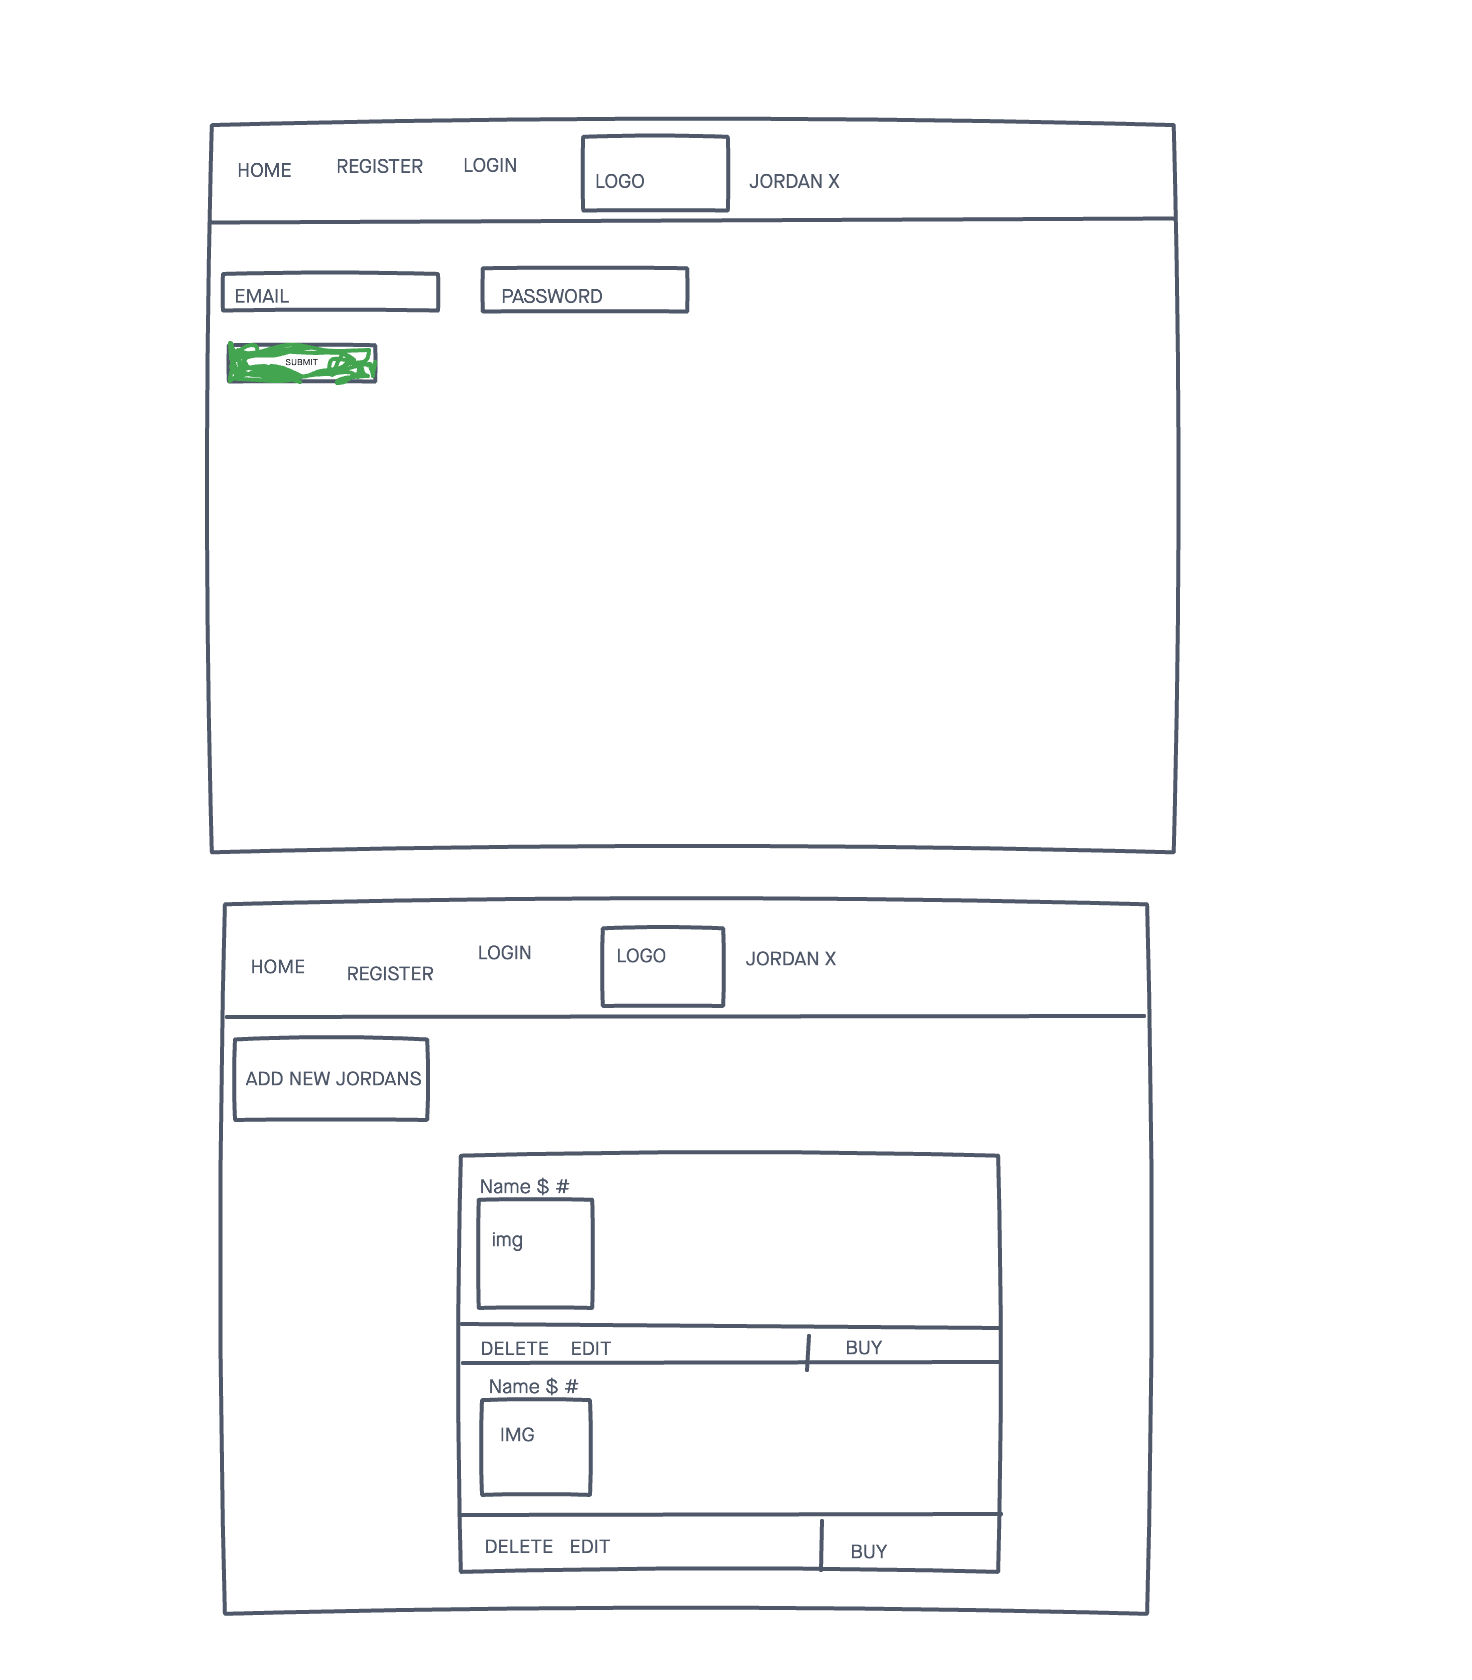 HOME REGISTER LOGIN LOGO JORDAN X
EMAIL PASSWORD
SUBMIT
HOME REGISTER LOGIN LOGO JORDAN X
ADD NEW JORDANS
Name $ #
img
DELETE EDIT BUY
Name $ #
IMG
DELETE EDIT BUY